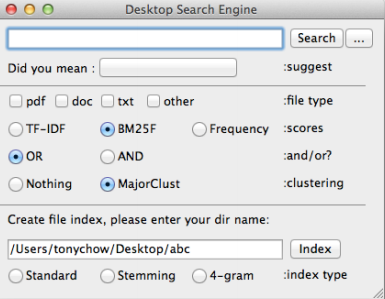 Desktop Search Engine
Search ...
Did you mean : :suggest
pdf doc txt other :file type
TF-IDF BM25F Frequency :scores
OR AND :and/or?
Nothing MajorClust :clustering
Create file index, please enter your dir name:
/Users/tonychow/Desktop/abc Index
Standard Stemming 4-gram :index type